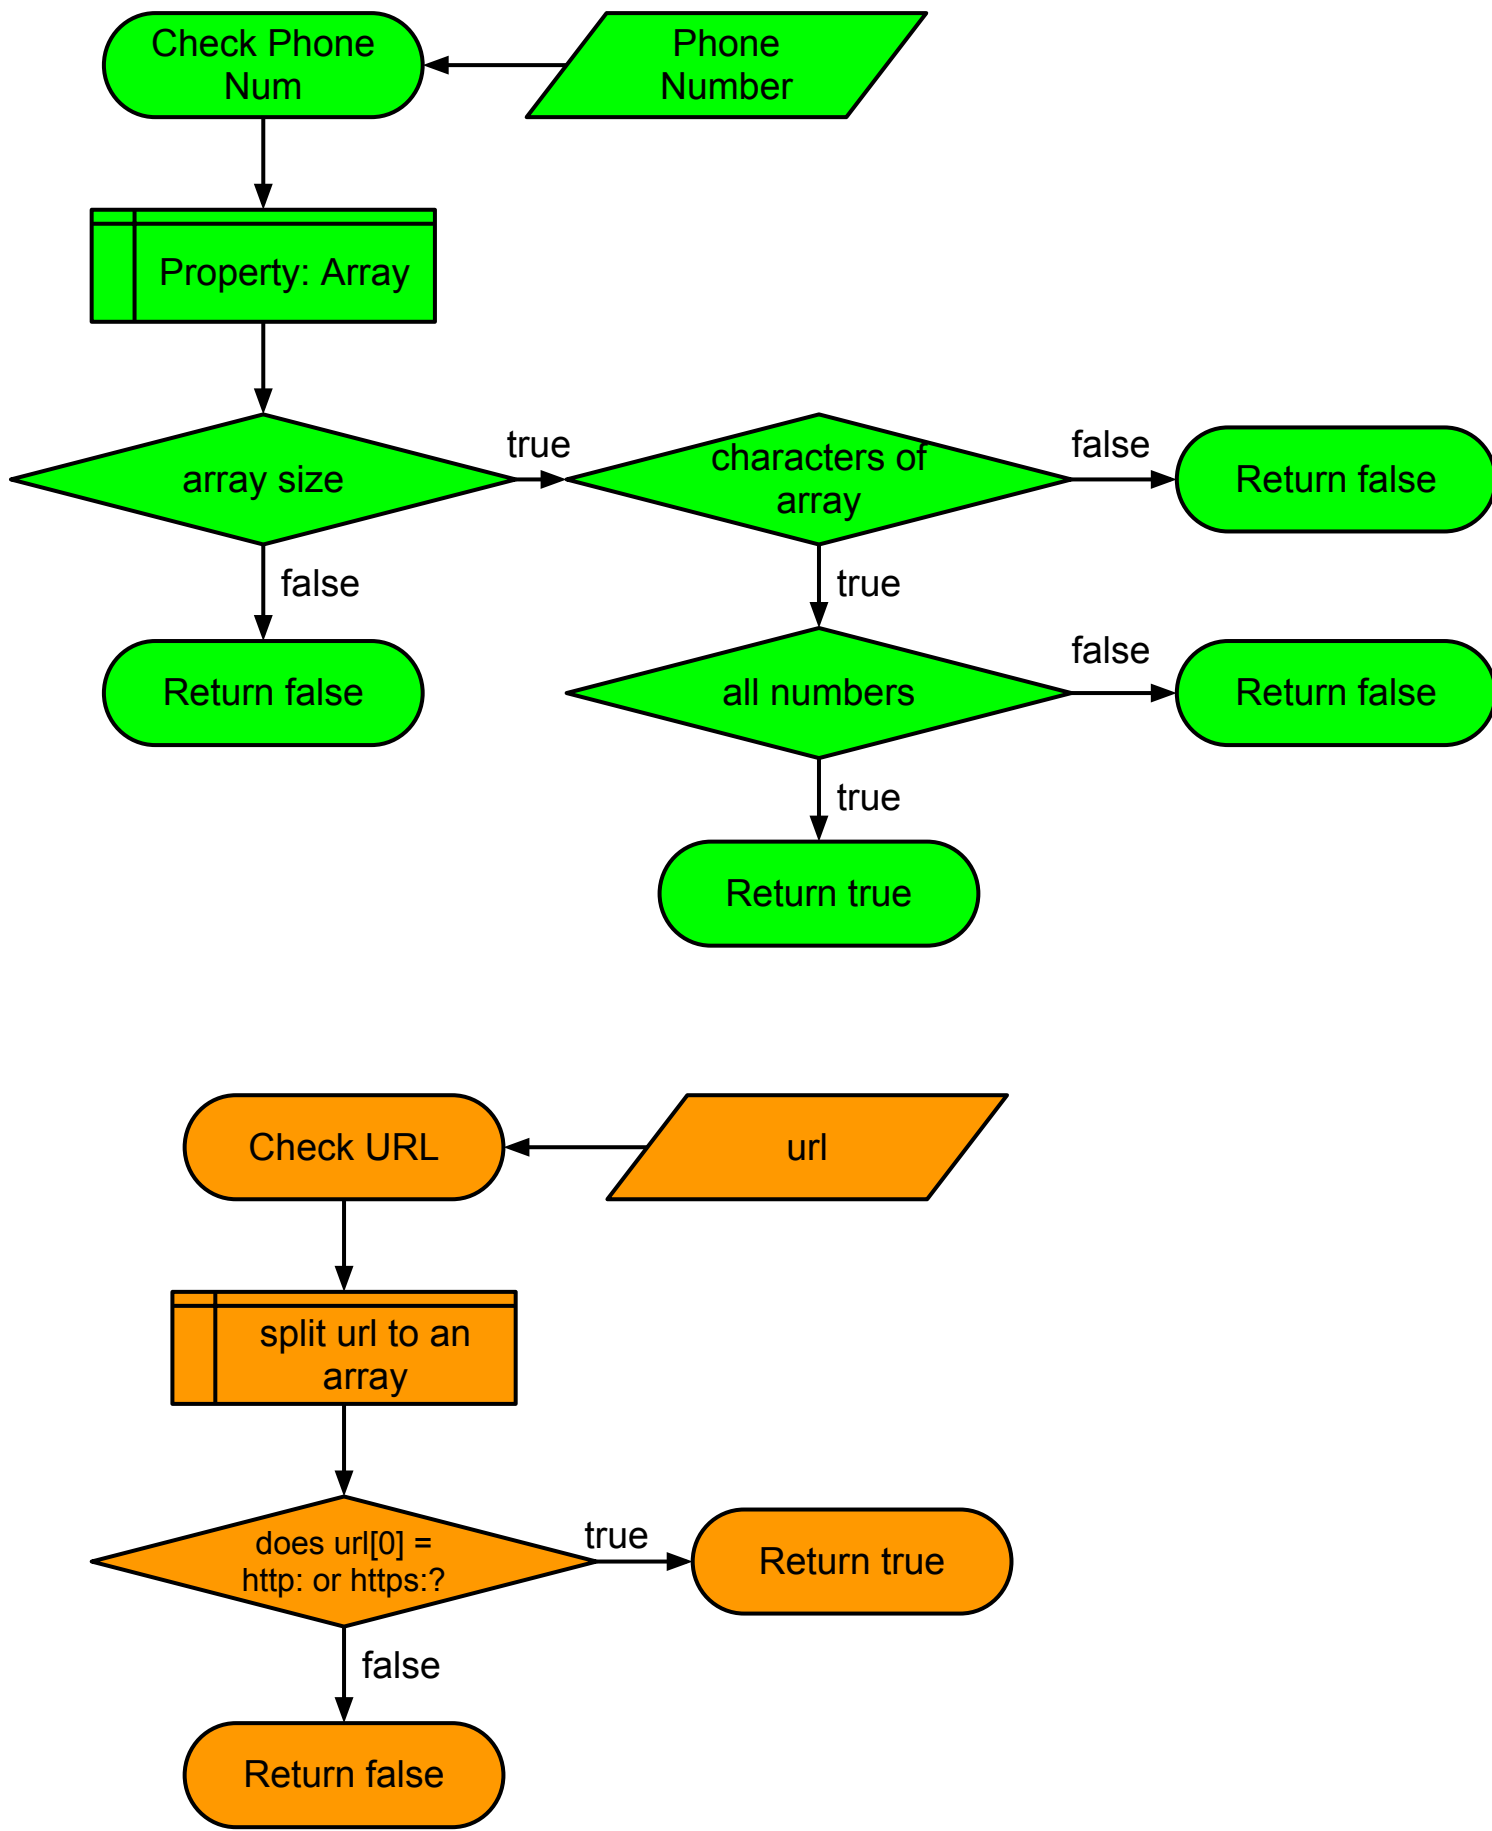 Check Phone
Num
Phone
Number
Property: Array
array size
true
characters of
array
false
Return false
false
true
Return false
all numbers
false
Return false
true
Return true
Check URL
url
split url to an
array
does url[0] =
http: or https:?
true
Return true
false
Return false